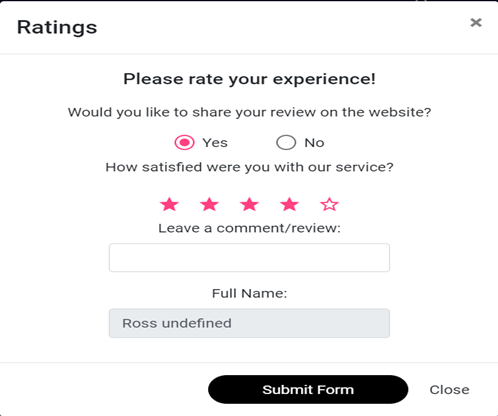 Ratings
Please rate your experience!
Would you like to share your review on the website?
Yes No
How satisfied were you with our service?
Leave a comment/review:
Full Name:
Ross undefined
Submit Form Close